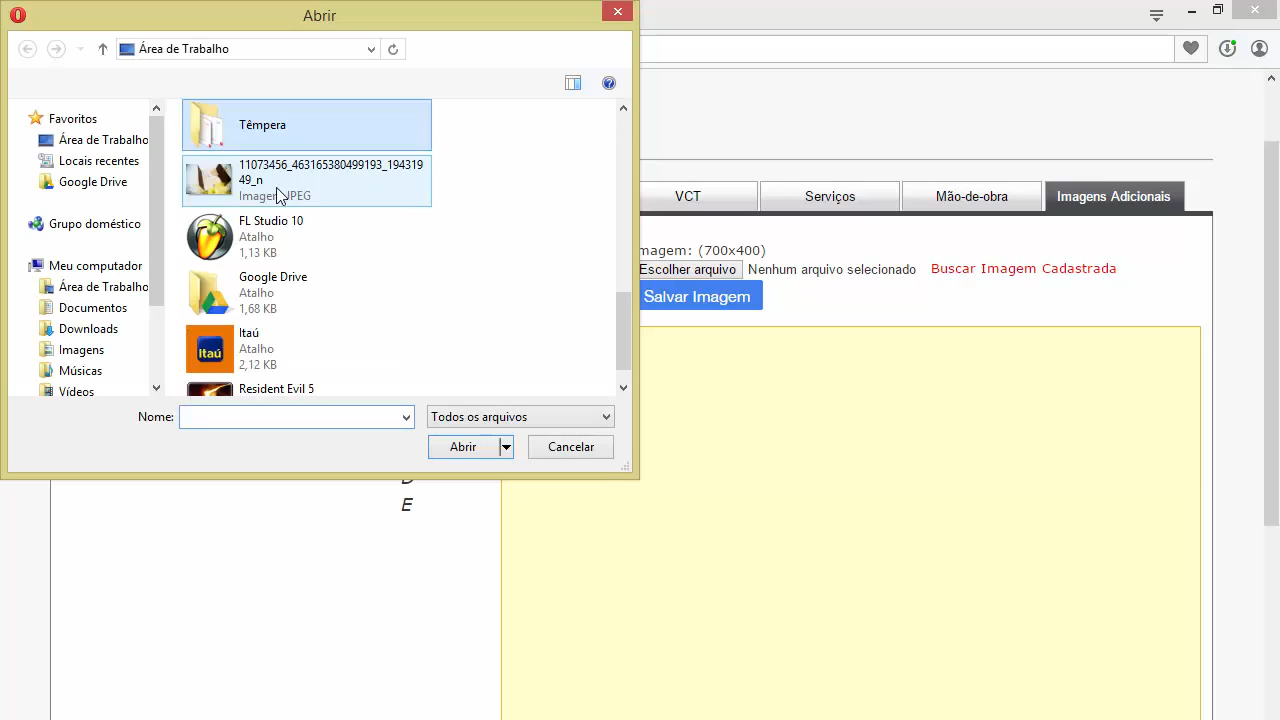 Abrir
Área de Trabalho
Favoritos
Área de Trabalho
Locais recentes
Google Drive
Grupo doméstico
Meu computador
Área de Trabalho
Documentos
Downloads
Imagens
Músicas
Vídeos
Têmpera
11073456_463165380499193_194319
49_n
FL Studio 10
Atalho
1,13 KB
Google Drive
Atalho
1,68 KB
Itaú
Itaú
Atalho
2,12 KB
Resident Evil 5
Nome:
Todos os arquivos
Abrir
Cancelar
VCT
Serviços
Mão-de-obra
Imagens Adicionais
magem: (700x400)
Escolher arquivo
Nenhum arquivo selecionado
Buscar Imagem Cadastrada
Salvar Imagem
E